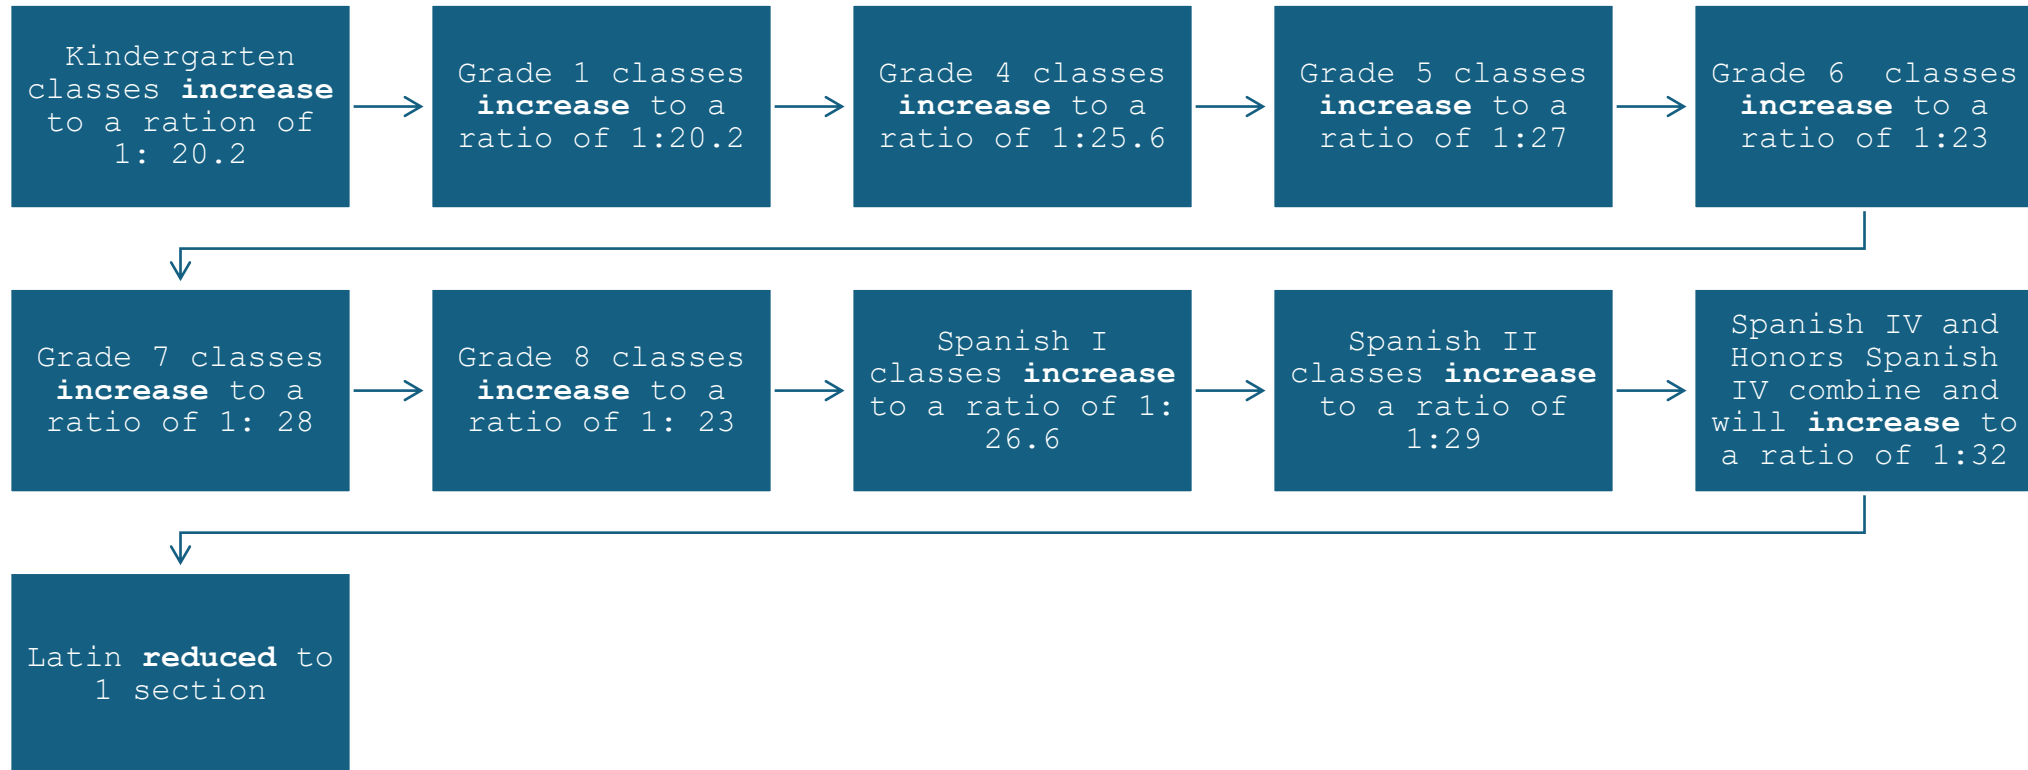 Kindergarten
classes increase
to a ration of
1: 20.2
Grade 1 classes
increase to a
ratio of 1:20.2
Grade 4 classes
increase to a
ratio of 1:25.6
Grade 5 classes
increase to a
ratio of 1:27
Grade 6  classes
increase to a
ratio of 1:23
Grade 7 classes
increase to a
ratio of 1: 28
Grade 8 classes
increase to a
ratio of 1: 23
Spanish I
classes increase
to a ratio of 1:
26.6
Spanish II
classes increase
to a ratio of
1:29
Spanish IV and
Honors Spanish
IV combine and
will increase to
a ratio of 1:32
Latin reduced to
1 section